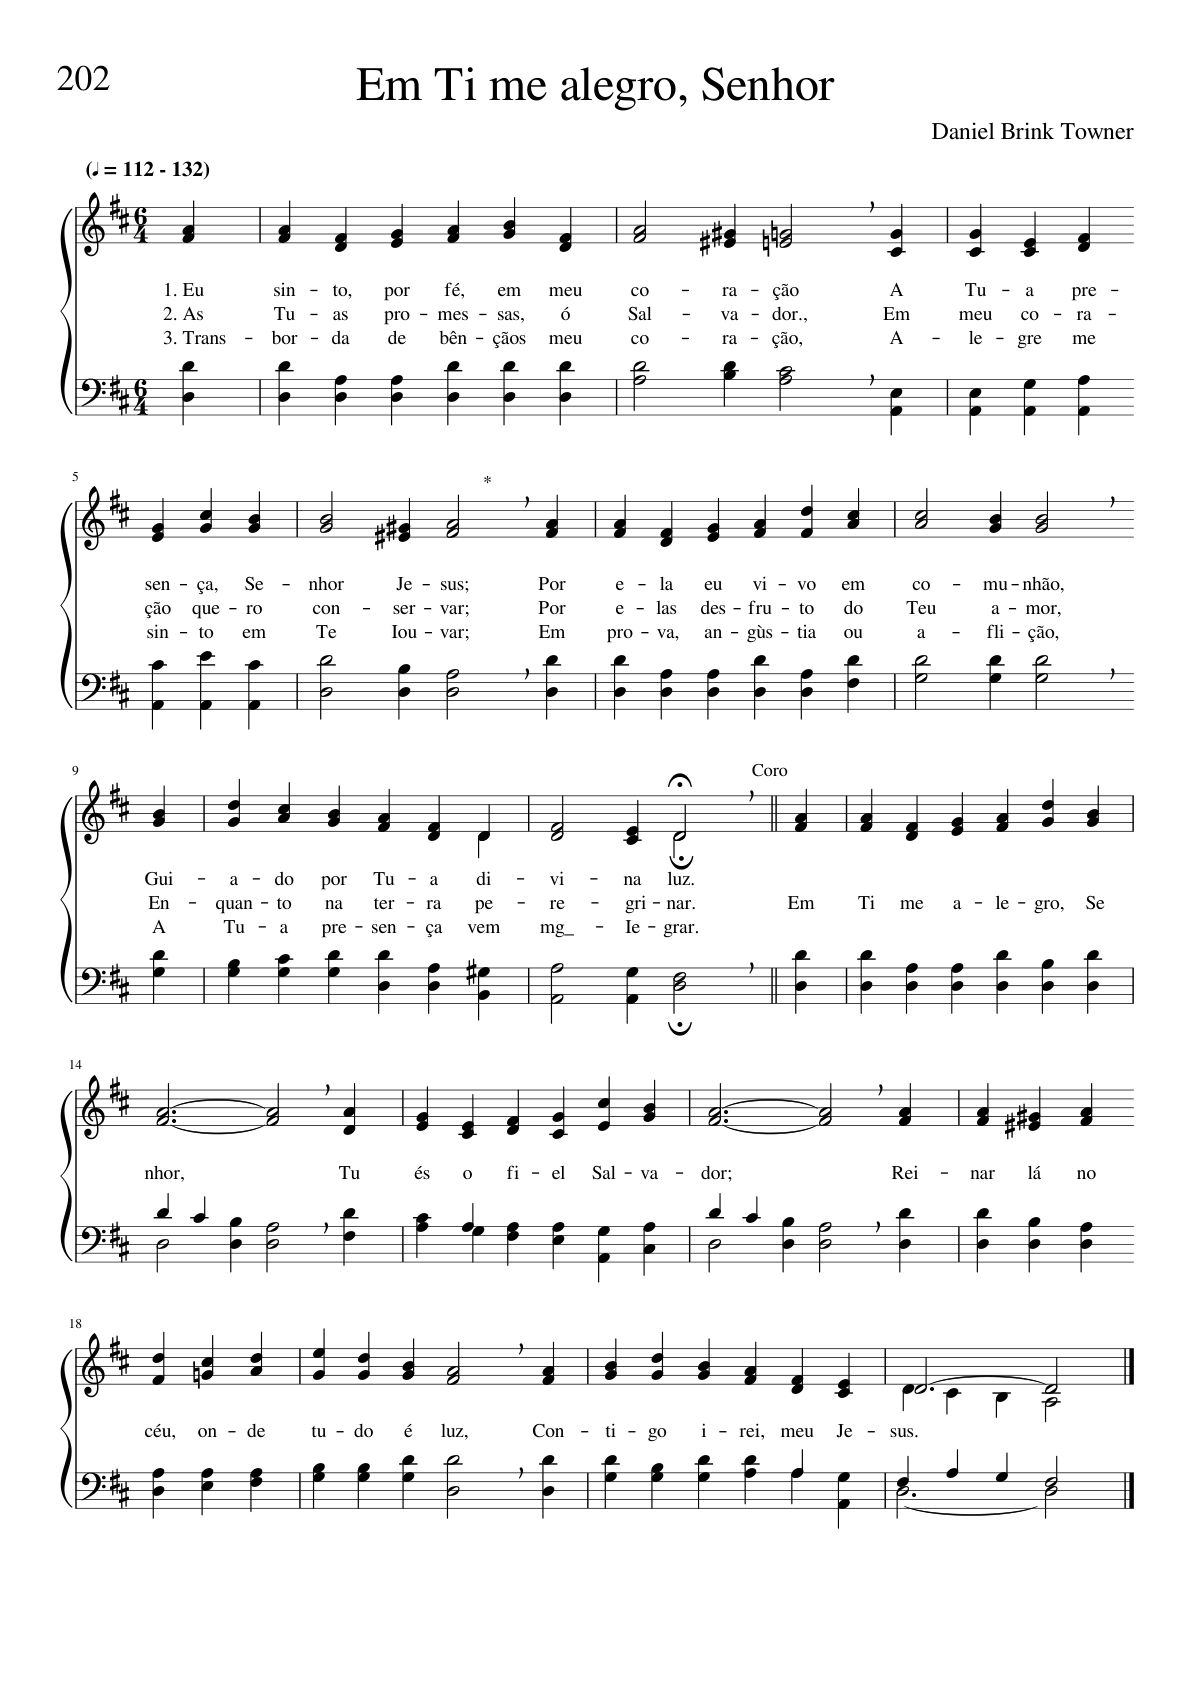 202
Em Ti me alegro, Senhor
Daniel Brink Towner
(♩ = 112 - 132)
1. Eu sin - to, por fé, em meu co - ra - ção A Tu - a pre -
2. As Tu - as pro - mes - sas, ó Sal - va - dor., Em meu co - ra -
3. Trans - bor - da de bên - çãos meu co - ra - ção, A - le - gre me
5
*
sen - ça, Se - nhor Je - sus; Por e - la eu vi - vo em co - mu - nhão,
ção que - ro con - ser - var; Por e - las des - fru - to do Teu a - mor,
sin - to em Te Iou - var; Em pro - va, an - gùs - tia ou a - fli - ção,
9
Coro
Gui - a - do por Tu - a di - vi - na luz.
En - quan - to na ter - ra pe - re - gri - nar. Em Ti me a - le - gro, Se
A Tu - a pre - sen - ça vem mg_ - Ie - grar.
14
nhor, Tu és o fi - el Sal - va - dor; Rei - nar lá no
18
céu, on - de tu - do é luz, Con - ti - go i - rei, meu Je - sus.